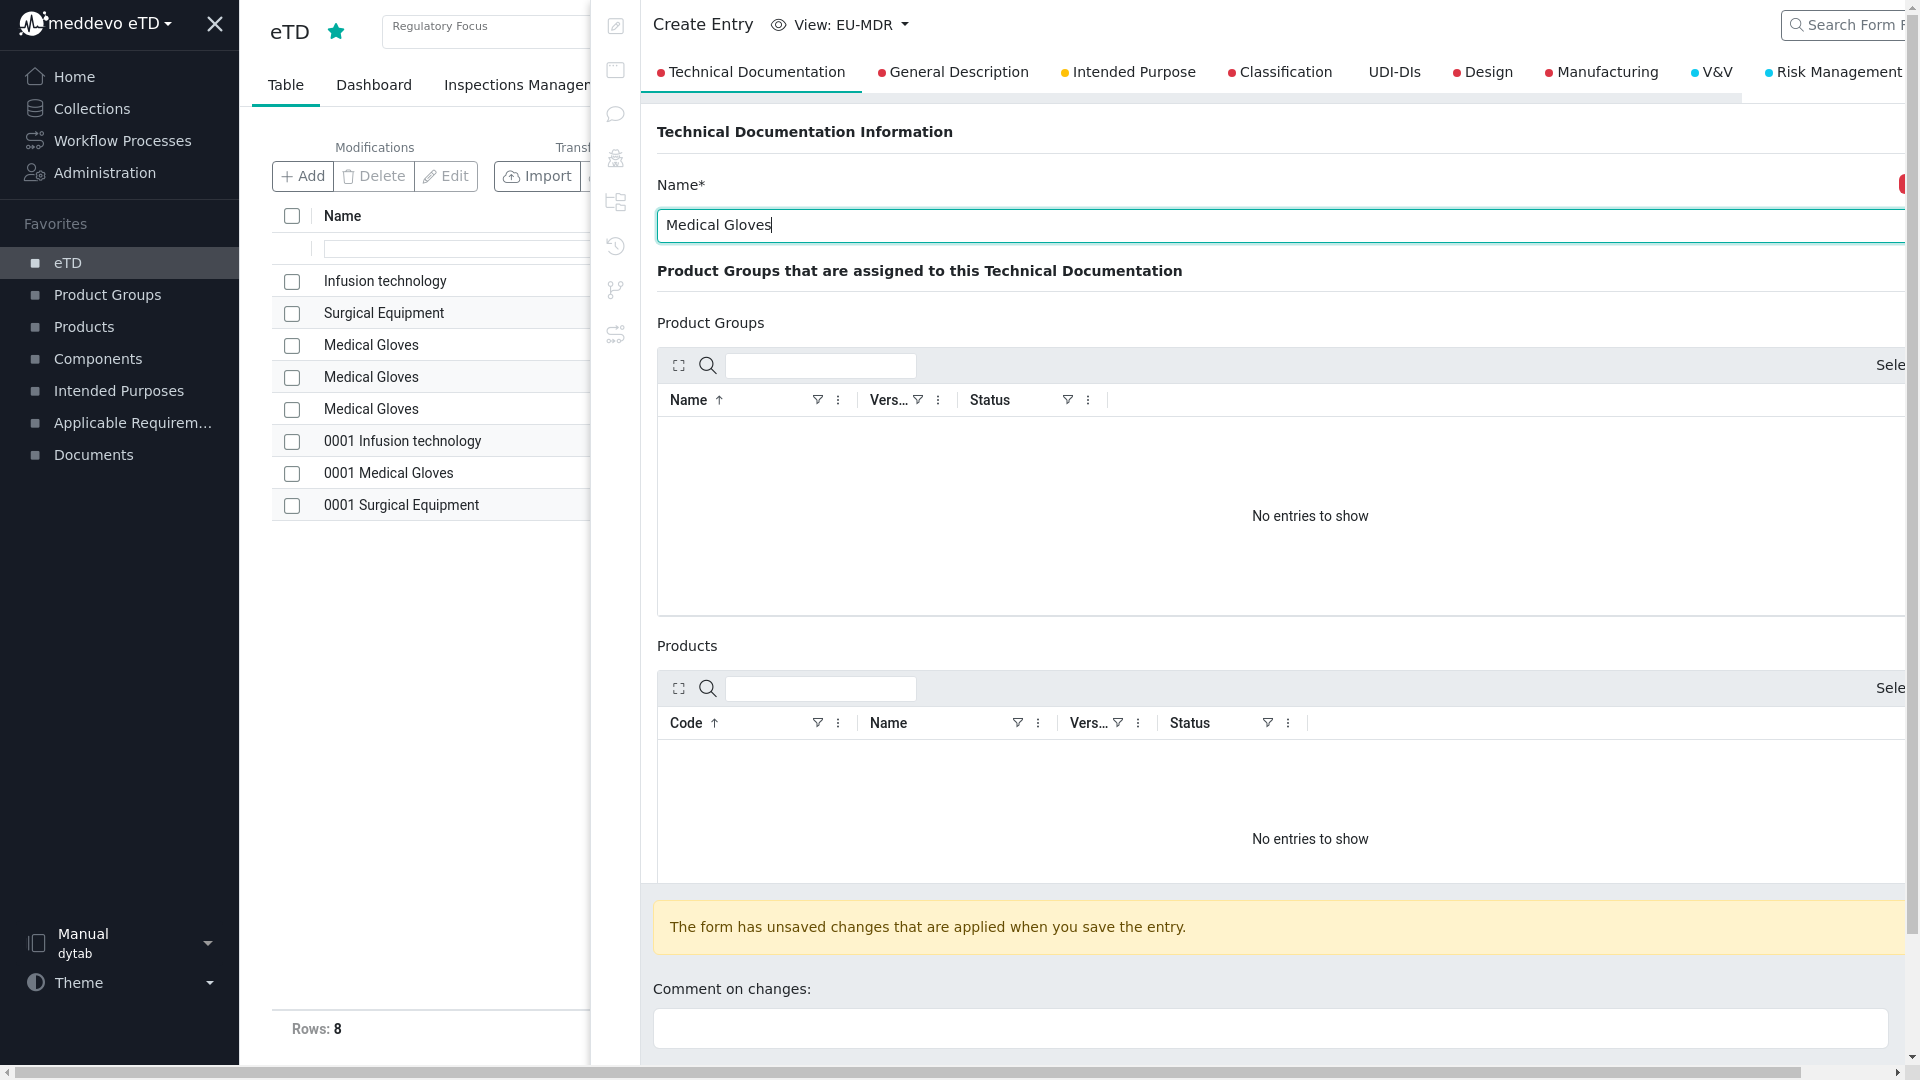 meddevo eTD
Home
Collections
Workflow Processes
Administration
Favorites
eTD
Product Groups
Products
Components
Intended Purposes
Applicable Requirem...
Documents
Manual
dytab
Theme
eTD
Regulatory Focus
Table
Dashboard
Inspections Manager
Modifications
Add
Delete
Edit
Import
Name
Infusion technology
Surgical Equipment
Medical Gloves
Medical Gloves
Medical Gloves
0001 Infusion technology
0001 Medical Gloves
0001 Surgical Equipment
Rows: 8
Create Entry
View: EU-MDR
Search Form
Technical Documentation
General Description
Intended Purpose
Classification
UDI-DIs
Design
Manufacturing
V&V
Risk Management
Technical Documentation Information
Name*
Medical Gloves
Product Groups that are assigned to this Technical Documentation
Product Groups
Sele
Name
Vers...
Status
No entries to show
Products
Sele
Code
Name
Vers...
Status
No entries to show
The form has unsaved changes that are applied when you save the entry.
Comment on changes: